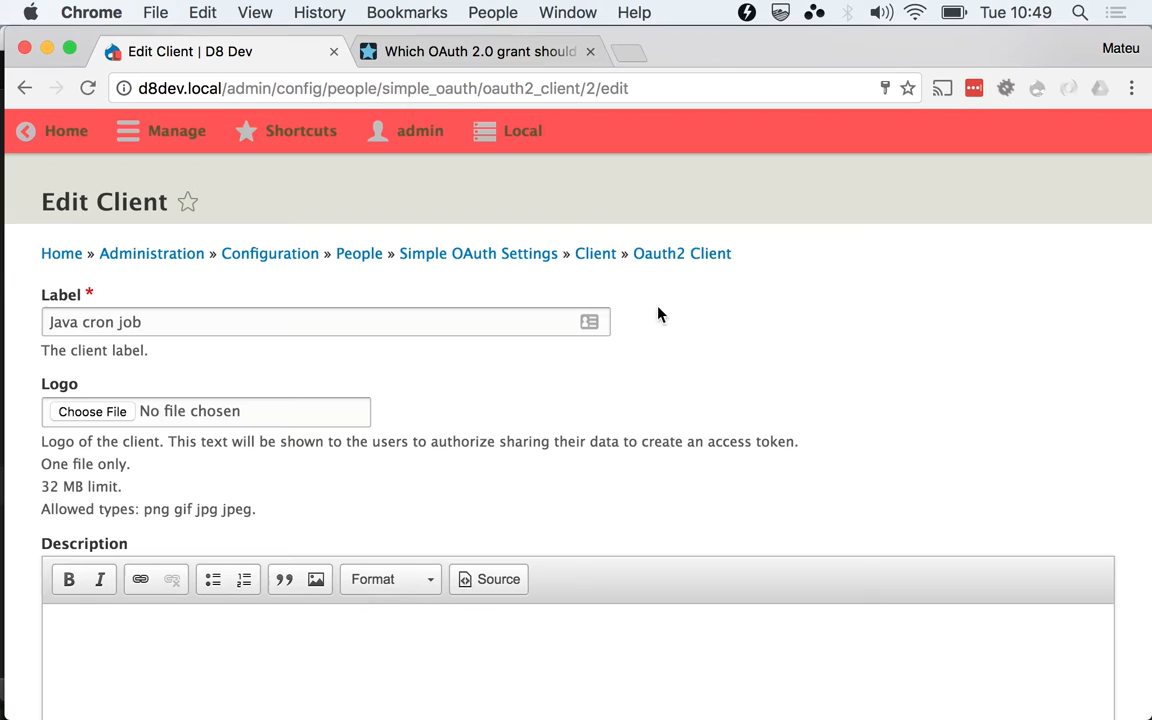 Chrome File Edit View History Bookmarks People Window Help Tue 10:49
Edit Client | D8 Dev Which OAuth 2.0 grant should Mateu
d8dev.local/admin/config/people/simple_oauth/oauth2_client/2/edit
Home Manage Shortcuts admin Local
Edit Client
Home » Administration » Configuration » People » Simple OAuth Settings » Client » Oauth2 Client
Label *
Java cron job
The client label.
Logo
Choose File No file chosen
Logo of the client. This text will be shown to the users to authorize sharing their data to create an access token.
One file only.
32 MB limit.
Allowed types: png gif jpg jpeg.
Description
B I Format Source